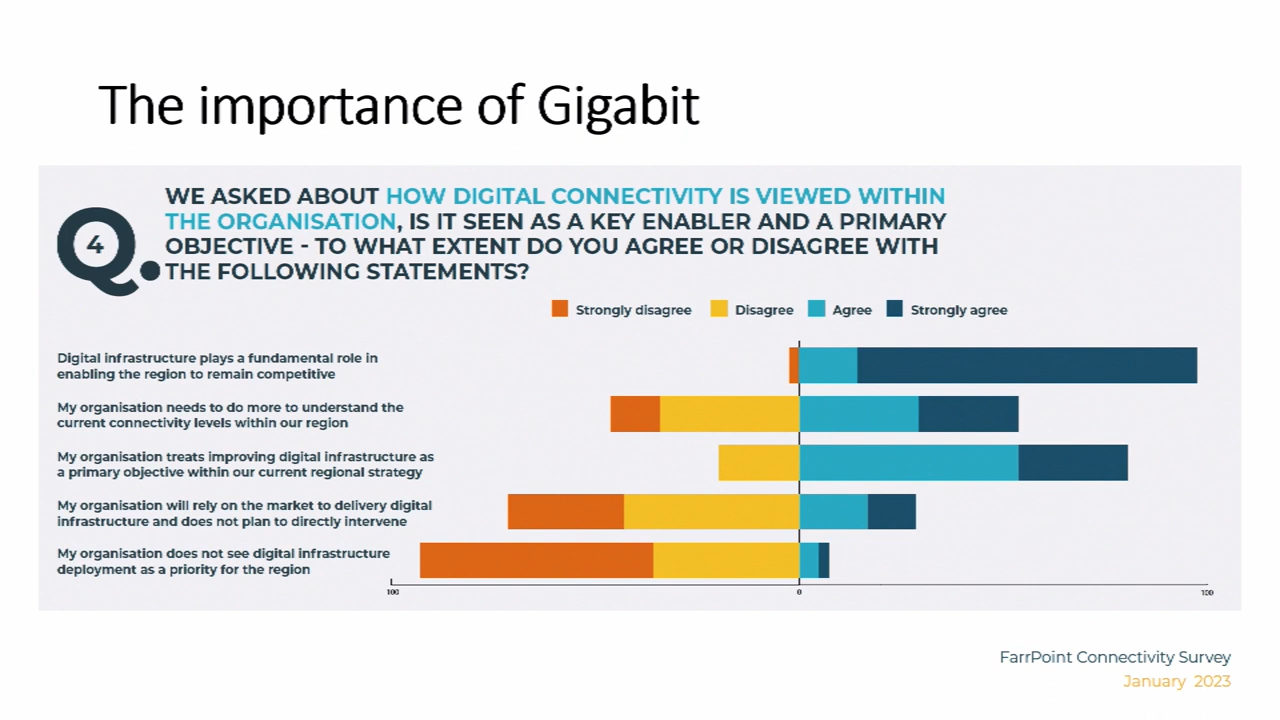 The importance of Gigabit
Q.
4
WE ASKED ABOUT HOW DIGITAL CONNECTIVITY IS VIEWED WITHIN
THE ORGANISATION, IS IT SEEN AS A KEY ENABLER AND A PRIMARY
OBJECTIVE - TO WHAT EXTENT DO YOU AGREE OR DISAGREE WITH
THE FOLLOWING STATEMENTS?
Strongly disagree Disagree Agree Strongly agree
Digital infrastructure plays a fundamental role in
enabling the region to remain competitive
My organisation needs to do more to understand the
current connectivity levels within our region
My organisation treats improving digital infrastructure as
a primary objective within our current regional strategy
My organisation will rely on the market to delivery digital
infrastructure and does not plan to directly intervene
My organisation does not see digital infrastructure
deployment as a priority for the region
100 0 100
FarrPoint Connectivity Survey
January 2023